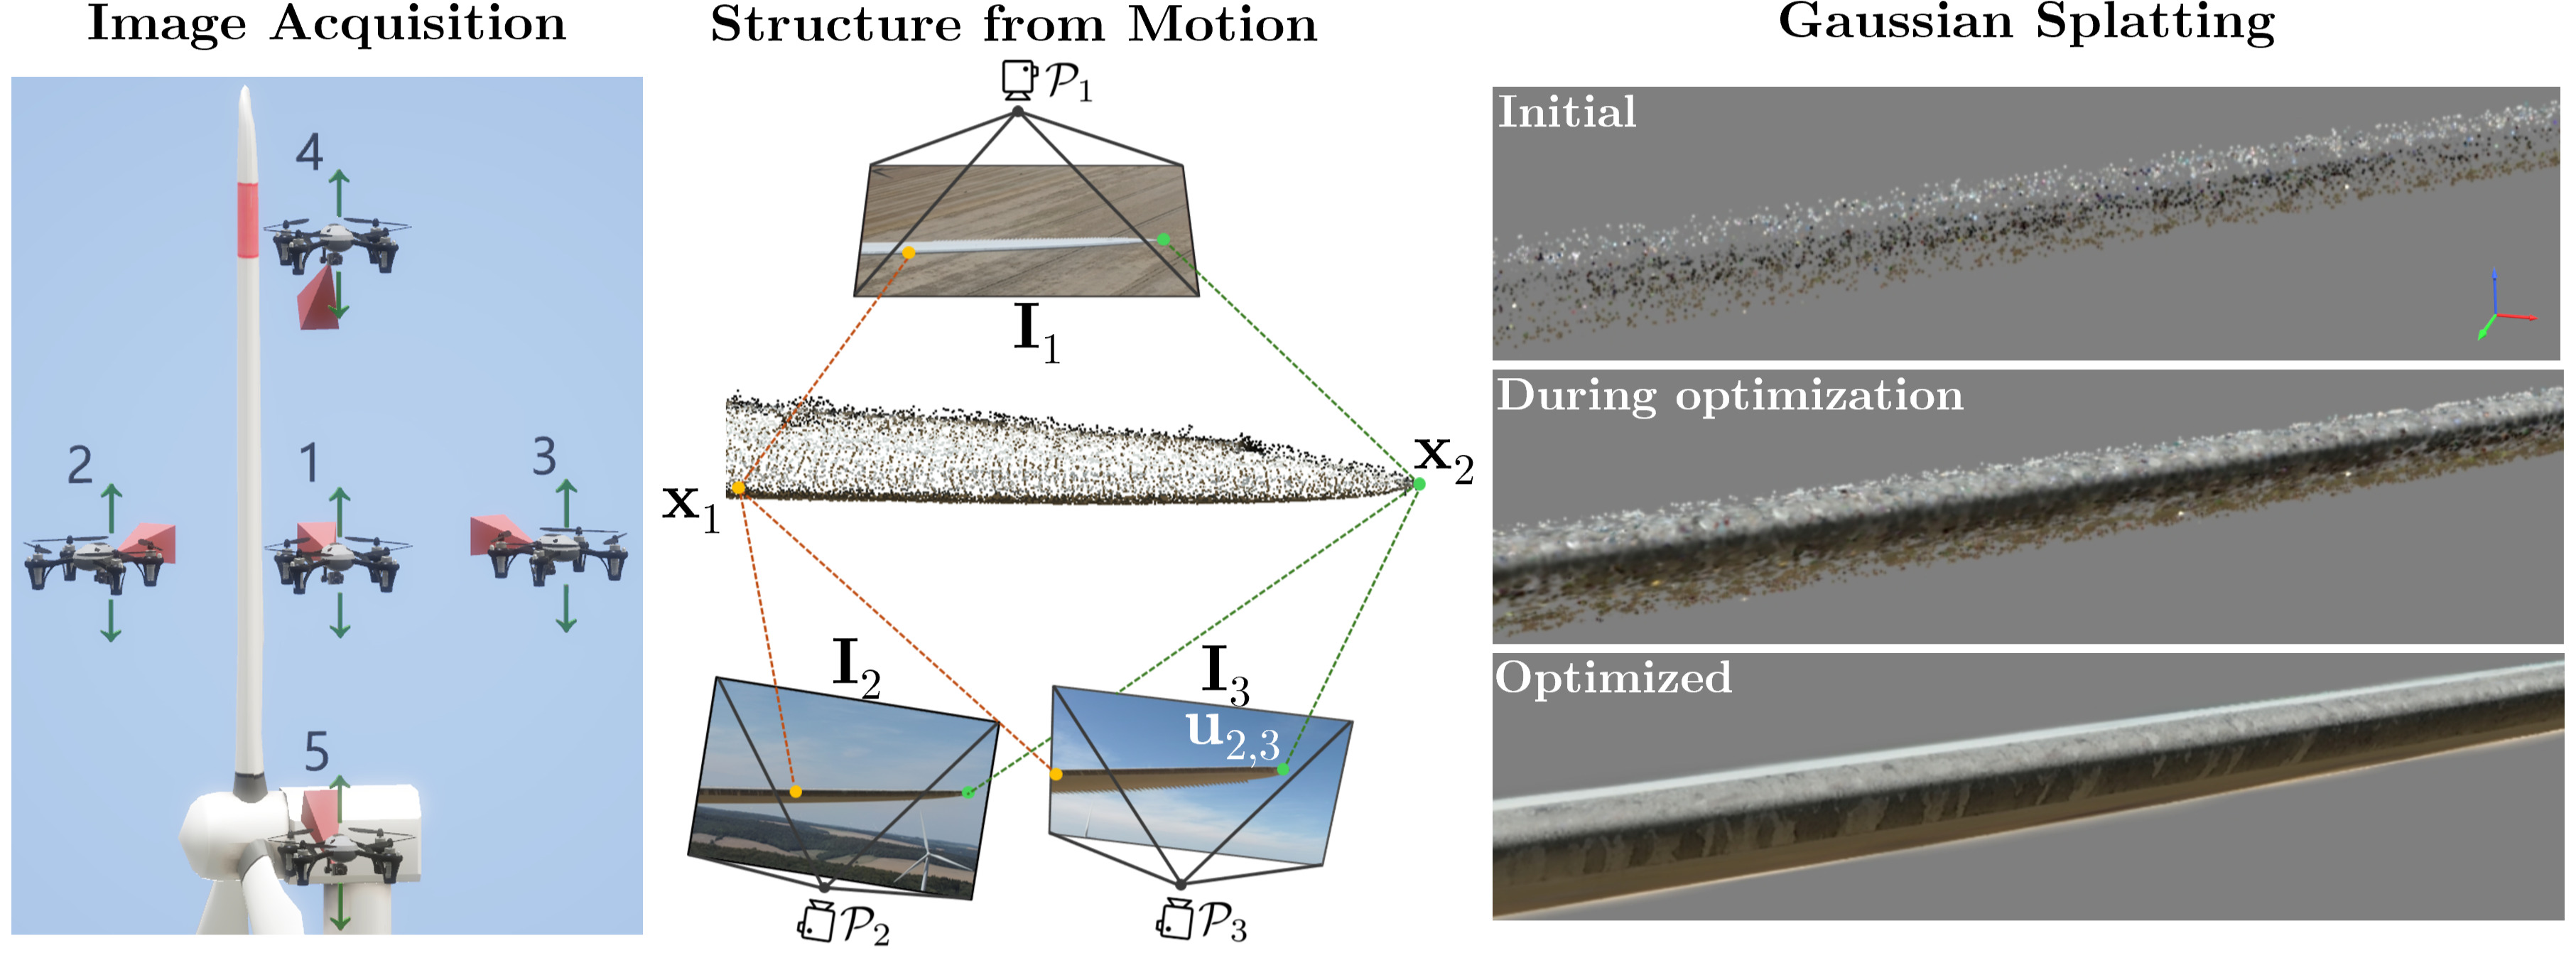 Image Acquisition
4
2
1
3
5
Structure from Motion
𝒫₁
I₁
x₁
x₂
I₂
I₃
u₂,₃
𝒫₂
𝒫₃
Gaussian Splatting
Initial
During optimization
Optimized